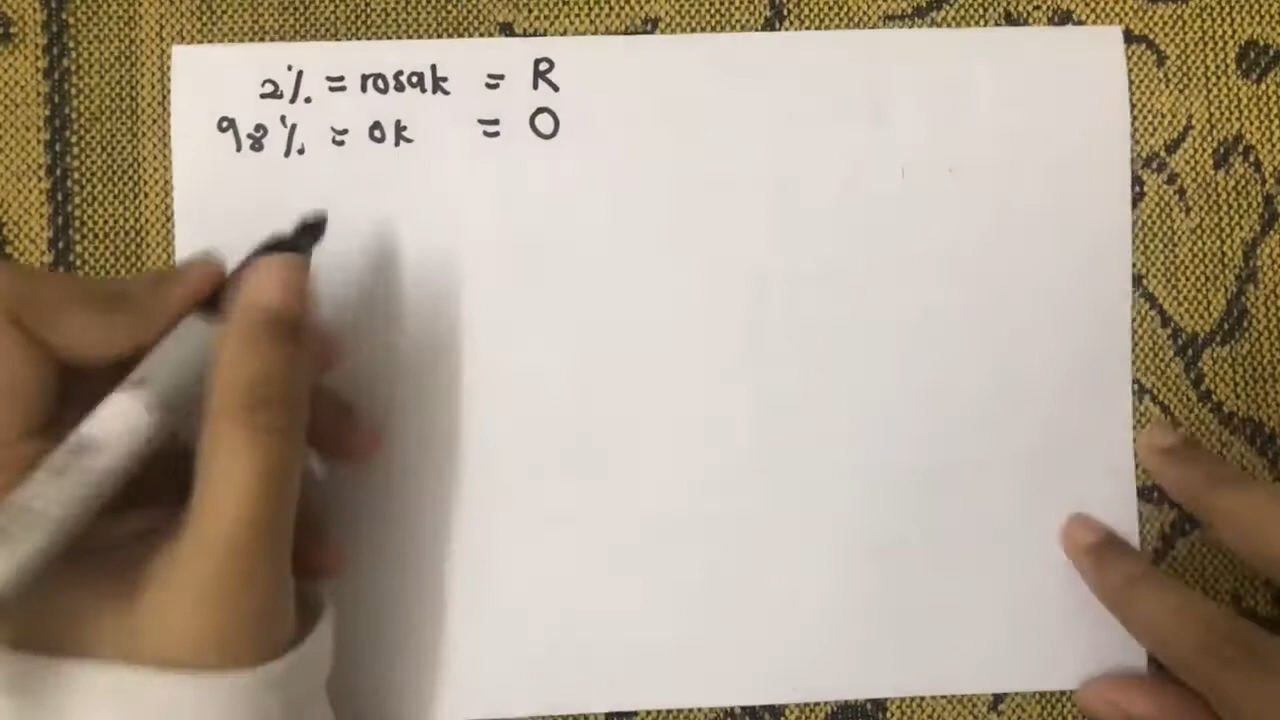 2% = rosak = R
98% = ok = O